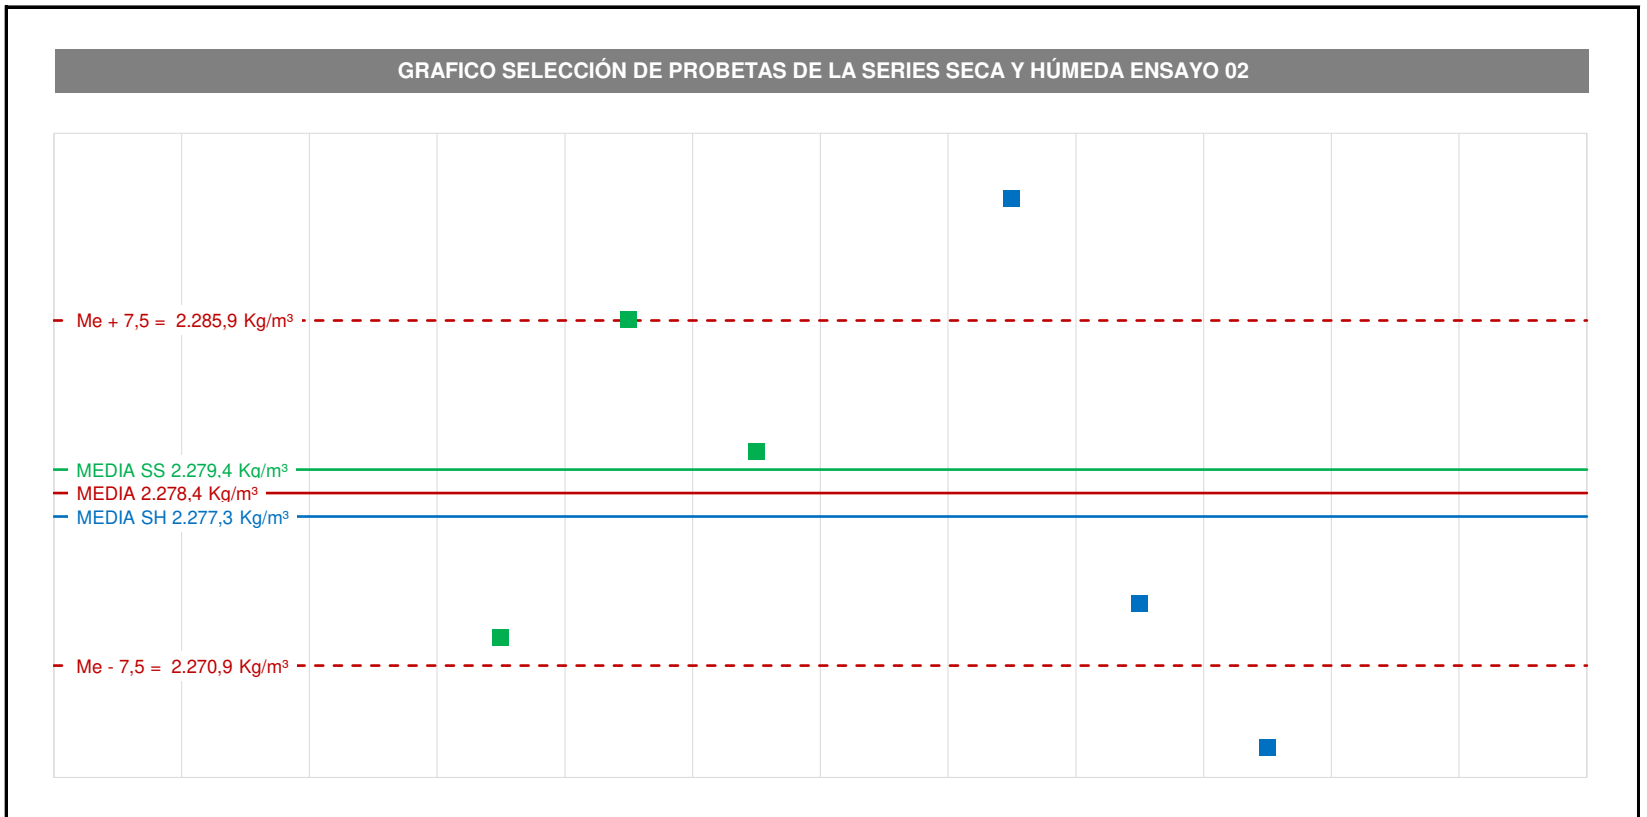 GRAFICO SELECCIÓN DE PROBETAS DE LA SERIES SECA Y HÚMEDA ENSAYO 02
Me + 7,5 =  2.285,9 Kg/m³
MEDIA SS 2.279,4 Kg/m³
MEDIA 2.278,4 Kg/m³
MEDIA SH 2.277,3 Kg/m³
Me - 7,5 =  2.270,9 Kg/m³